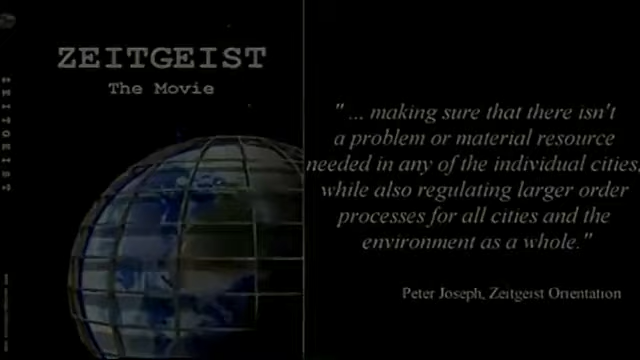 ZEITGEIST
The Movie
ZEITGEIST
" ... making sure that there isn't
a problem or material resource
needed in any of the individual cities,
while also regulating larger order
processes for all cities and the
environment as a whole."
Peter Joseph, Zeitgeist Orientation